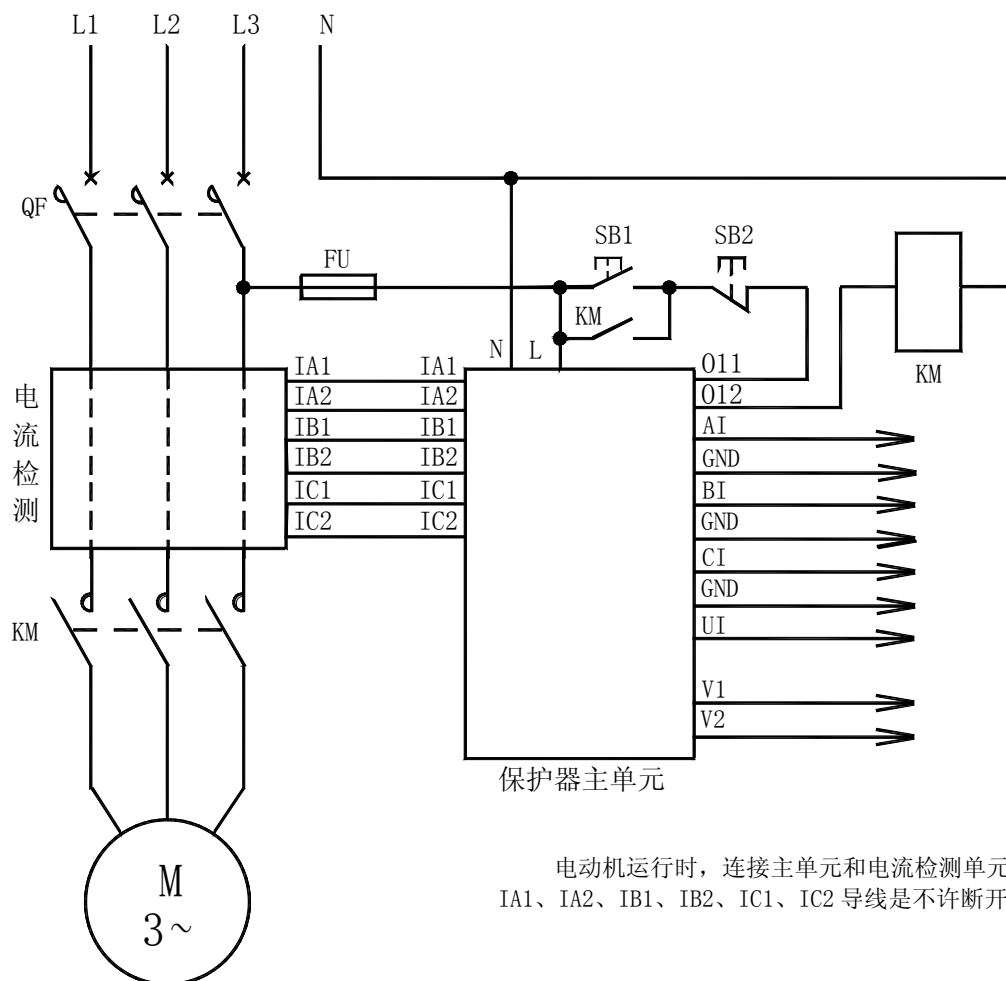 L1 L2 L3 N
QF
SB1 SB2
FU
KM
N L
KM
电流检测
IA1 IA1
IA2 IA2
IB1 IB1
IB2 IB2
IC1 IC1
IC2 IC2
O11
O12
AI
GND
BI
GND
CI
GND
UI
V1
V2
KM
保护器主单元
M
3~
电动机运行时，连接主单元和电流检测单元
IA1、IA2、IB1、IB2、IC1、IC2 导线是不许断开